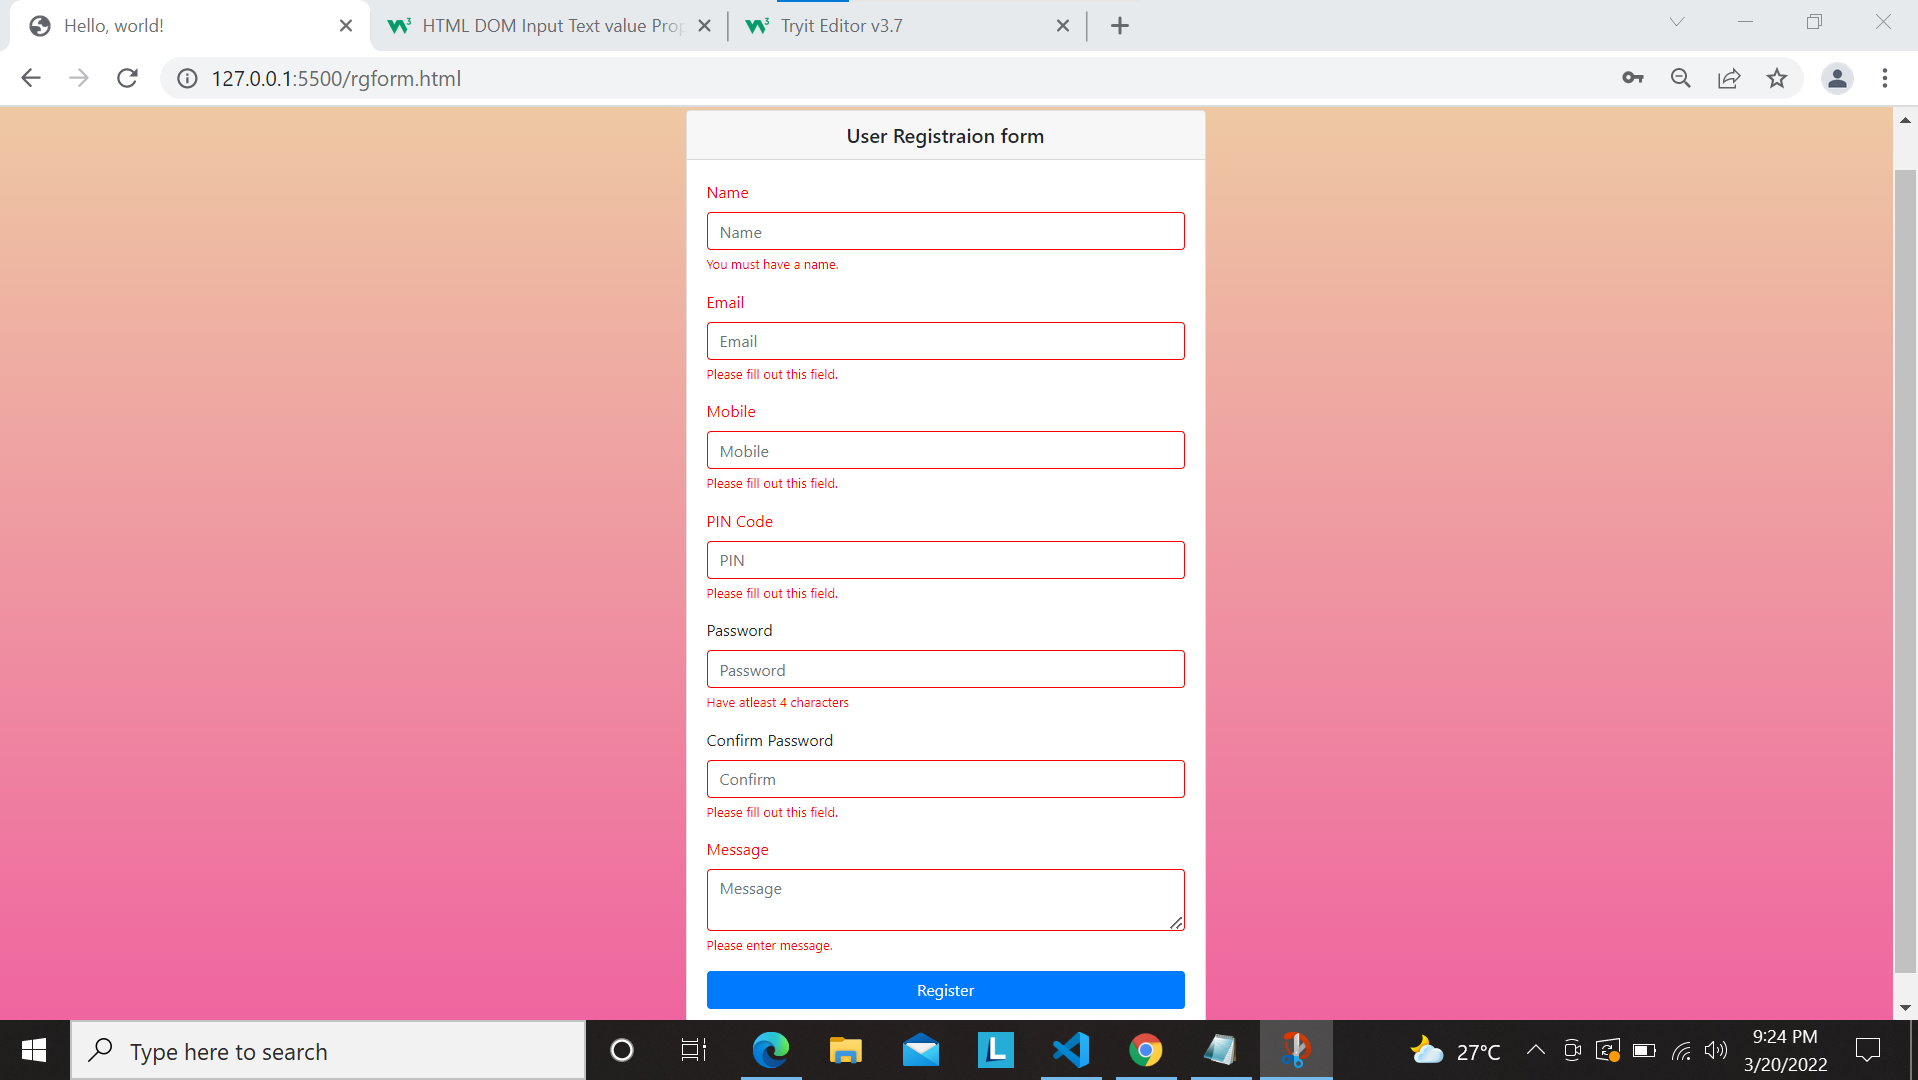 Hello, world!
HTML DOM Input Text value Prop
Tryit Editor v3.7
127.0.0.1:5500/rgform.html
User Registraion form
Name
Name
You must have a name.
Email
Email
Please fill out this field.
Mobile
Mobile
Please fill out this field.
PIN Code
PIN
Please fill out this field.
Password
Password
Have atleast 4 characters
Confirm Password
Confirm
Please fill out this field.
Message
Message
Please enter message.
Register
Type here to search
L
27°C
9:24 PM
3/20/2022